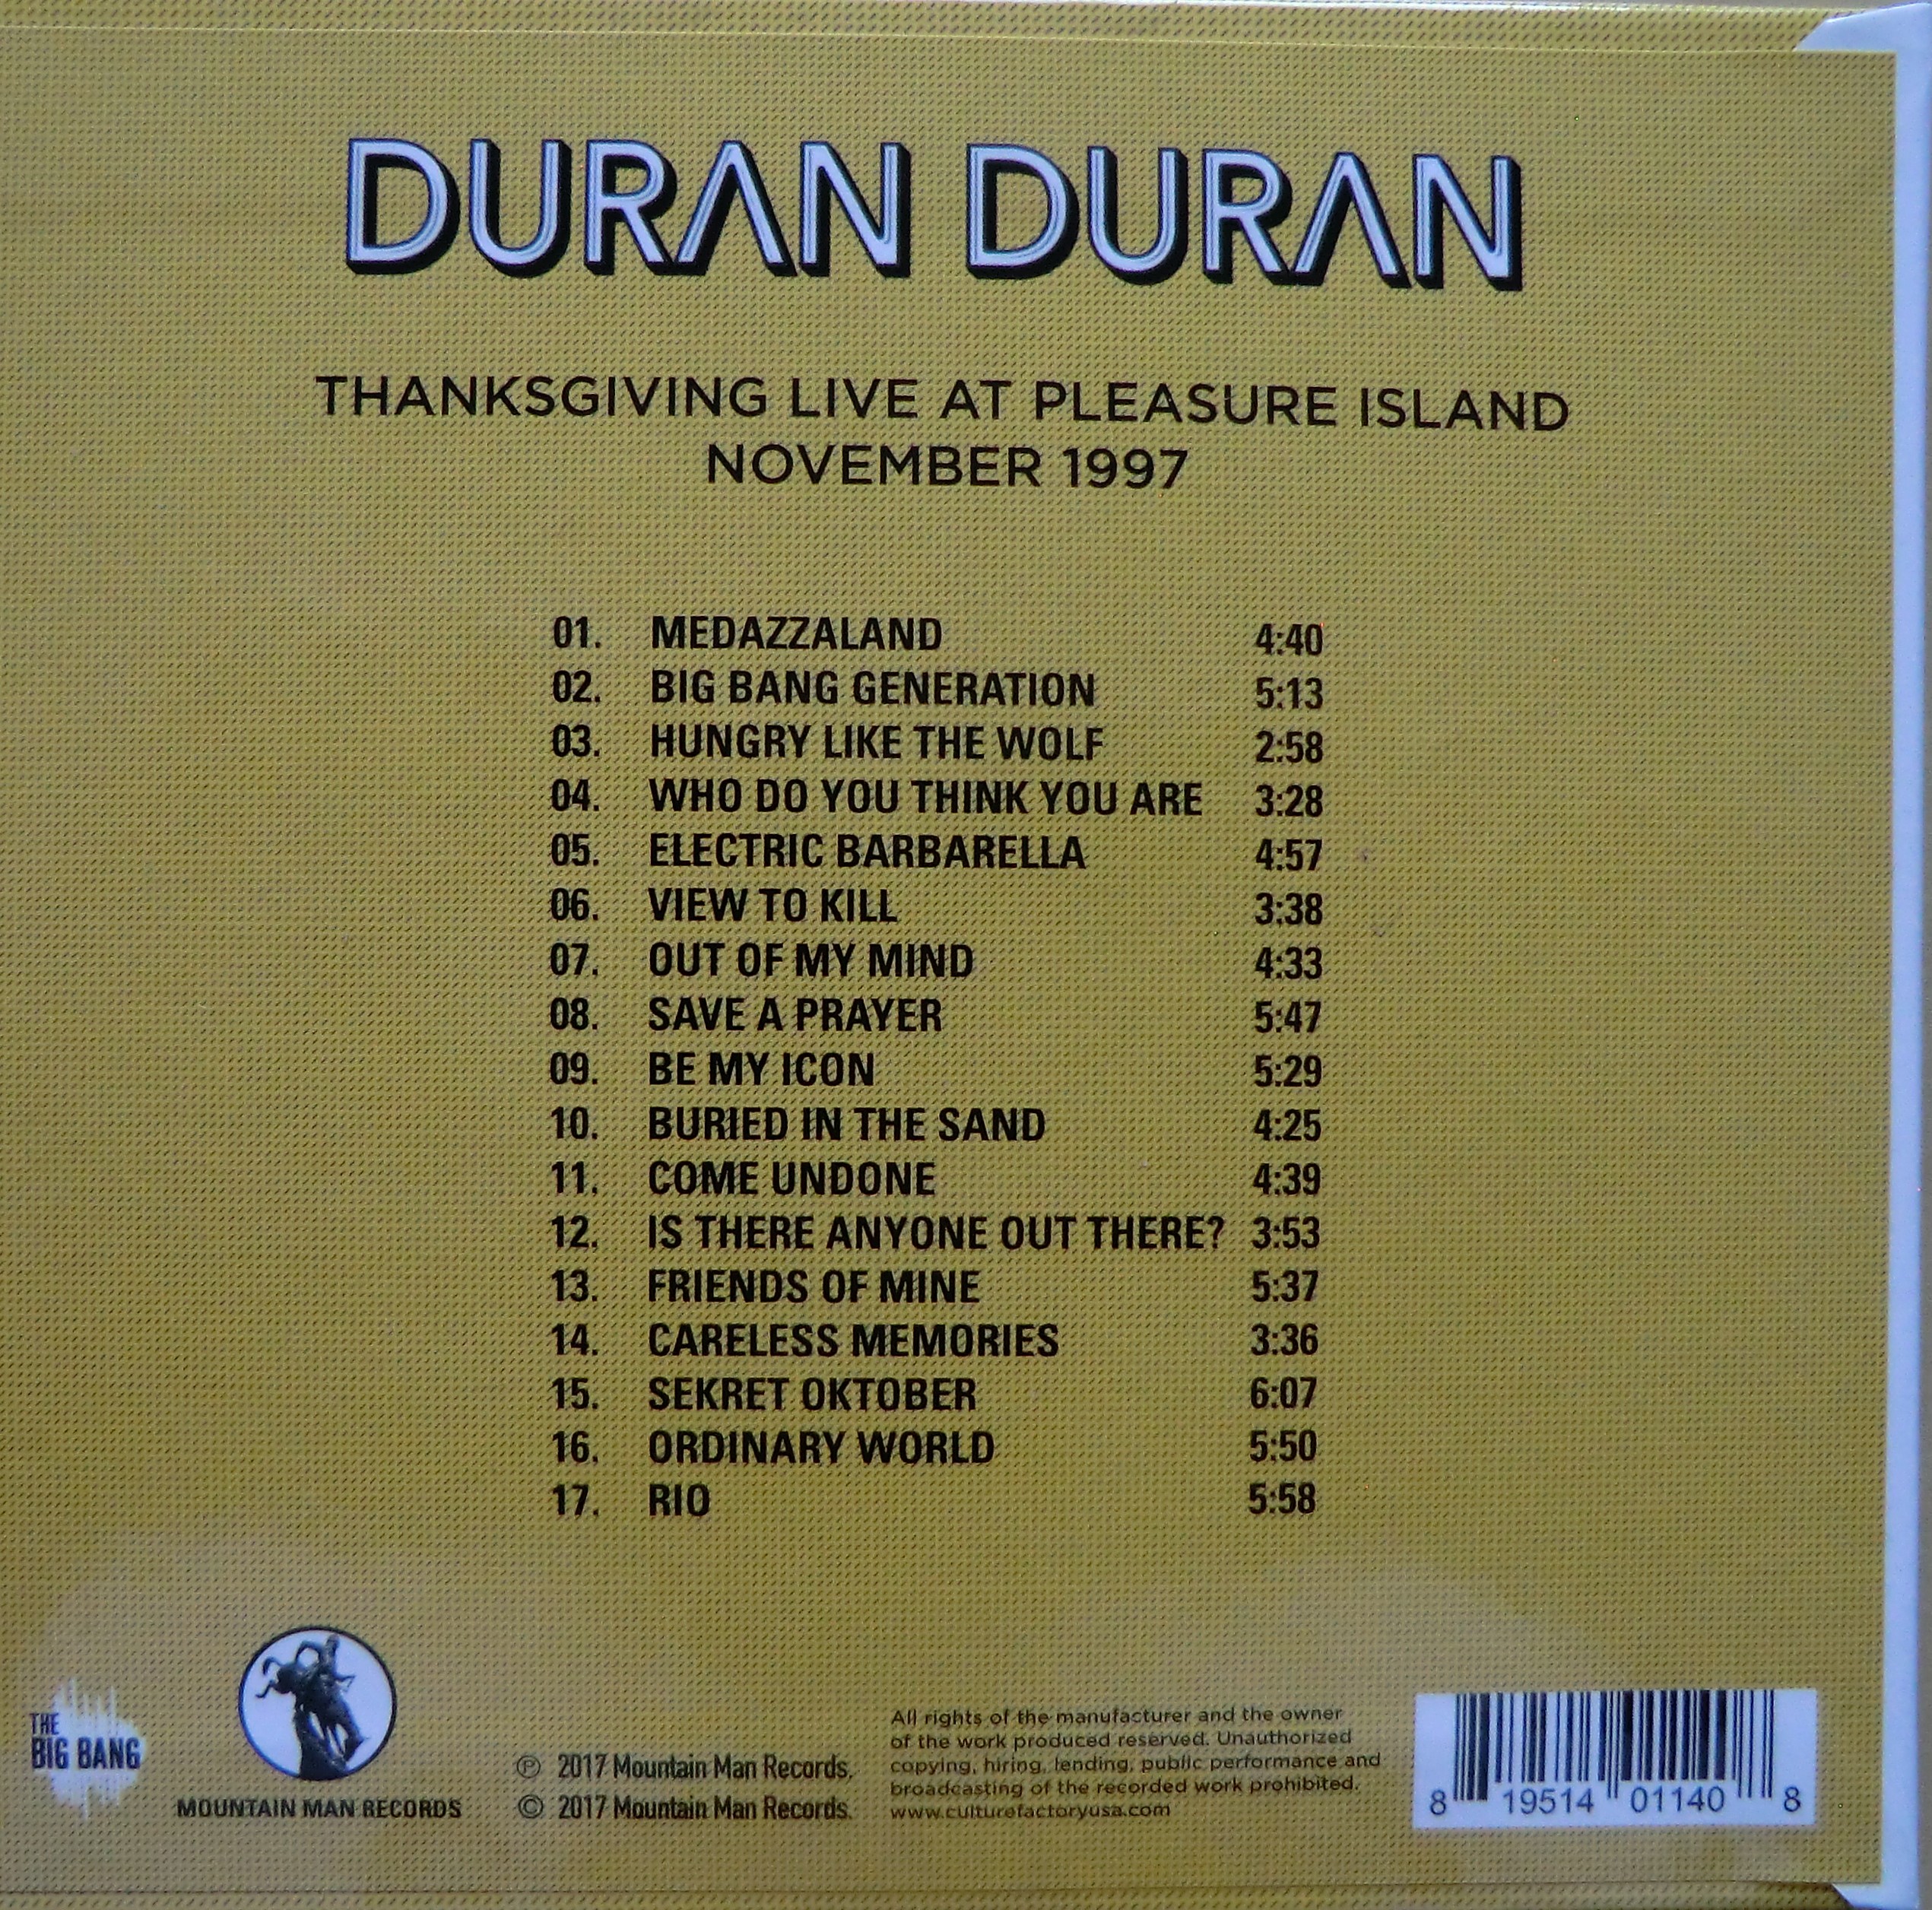 DURAN DURAN
THANKSGIVING LIVE AT PLEASURE ISLAND
NOVEMBER 1997
01. MEDAZZALAND 4:40
02. BIG BANG GENERATION 5:13
03. HUNGRY LIKE THE WOLF 2:58
04. WHO DO YOU THINK YOU ARE 3:28
05. ELECTRIC BARBARELLA 4:57
06. VIEW TO KILL 3:38
07. OUT OF MY MIND 4:33
08. SAVE A PRAYER 5:47
09. BE MY ICON 5:29
10. BURIED IN THE SAND 4:25
11. COME UNDONE 4:39
12. IS THERE ANYONE OUT THERE? 3:53
13. FRIENDS OF MINE 5:37
14. CARELESS MEMORIES 3:36
15. SEKRET OKTOBER 6:07
16. ORDINARY WORLD 5:50
17. RIO 5:58
THE
BIG BANG
MOUNTAIN MAN RECORDS
℗ 2017 Mountain Man Records.
© 2017 Mountain Man Records.
All rights of the manufacturer and the owner
of the work produced reserved. Unauthorized
copying, hiring, lending, public performance and
broadcasting of the recorded work prohibited.
www.culturefactoryusa.com
8 19514 01140 8